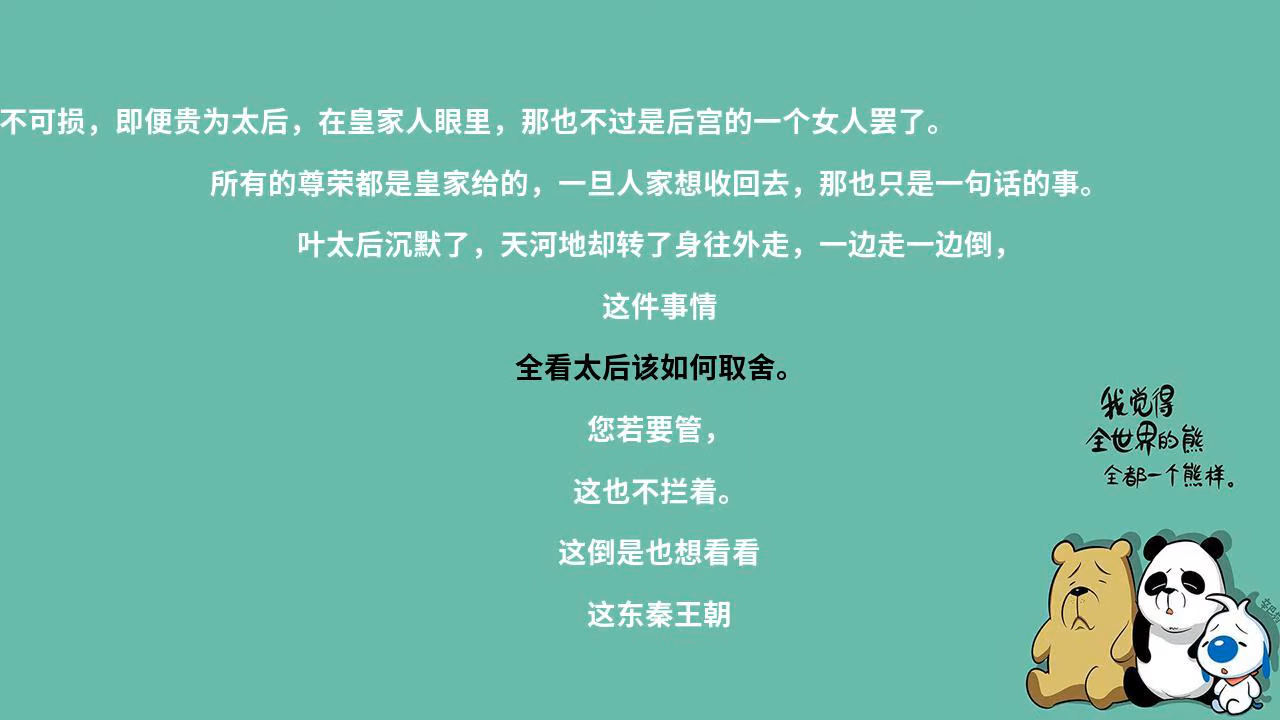 不可损，即便贵为太后，在皇家人眼里，那也不过是后宫的一个女人罢了。
所有的尊荣都是皇家给的，一旦人家想收回去，那也只是一句话的事。
叶太后沉默了，天河地却转了身往外走，一边走一边倒，
这件事情
全看太后该如何取舍。
您若要管，
这也不拦着。
这倒是也想看看
这东秦王朝
我觉得
全世界的熊
全都一个熊样。